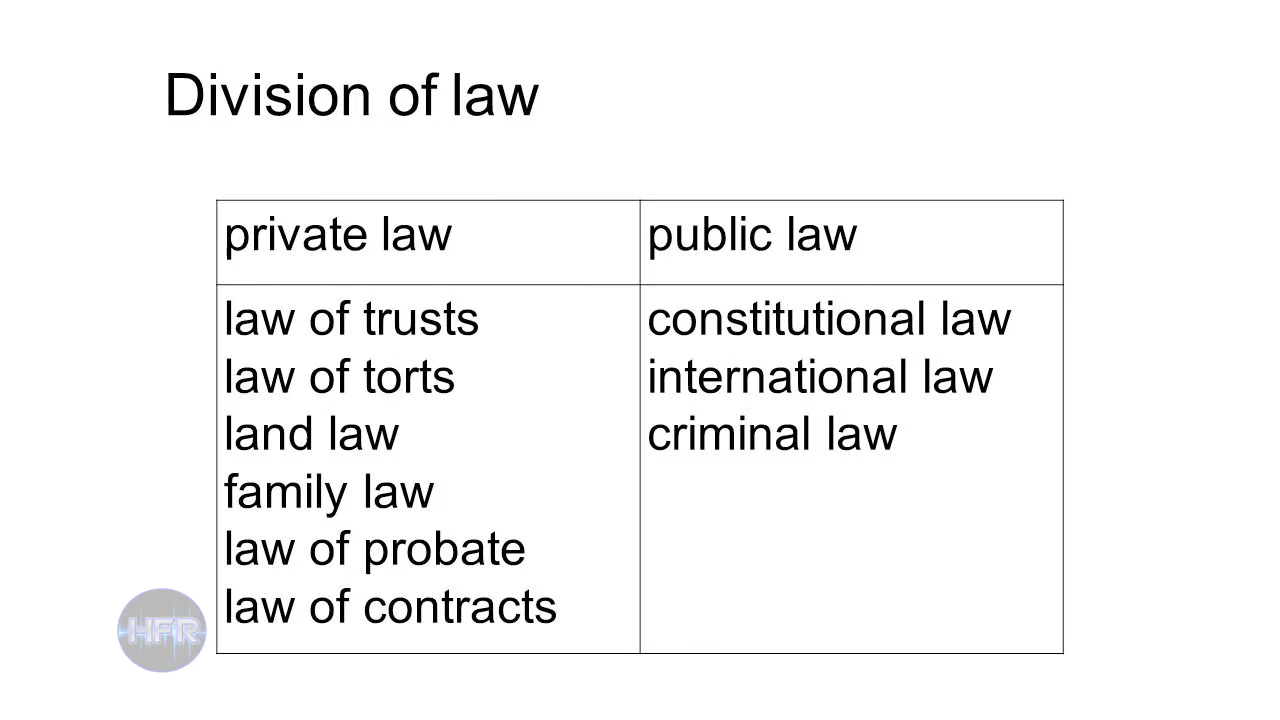 Division of law
private law
public law
law of trusts
law of torts
land law
family law
law of probate
law of contracts
constitutional law
international law
criminal law
HFR